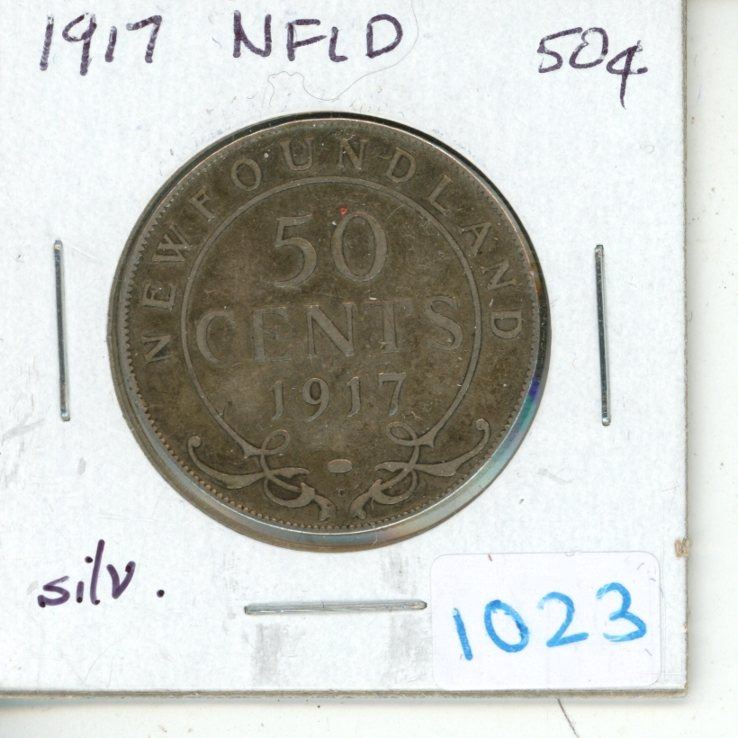 1917 NFLD 50¢
NEWFOUNDLAND
50
CENTS
1917
silv.
1023